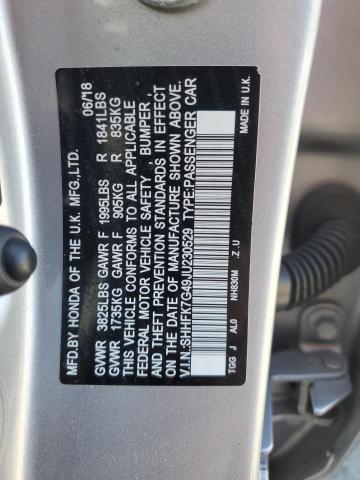 MFD.BY HONDA OF THE U.K. MFG.,LTD. 06/18
GVWR 3825LBS GAWR F 1995LBS R 1841LBS
GVWR 1735KG GAWR F 905KG R 835KG
THIS VEHICLE CONFORMS TO ALL APPLICABLE
FEDERAL MOTOR VEHICLE SAFETY , BUMPER ,
AND THEFT PREVENTION STANDARDS IN EFFECT
ON THE DATE OF MANUFACTURE SHOWN ABOVE.
V.I.N.:SHHFK7G49JU230529 TYPE:PASSENGER CAR
TGG J AL0 NH830M .Z.U MADE IN U.K.